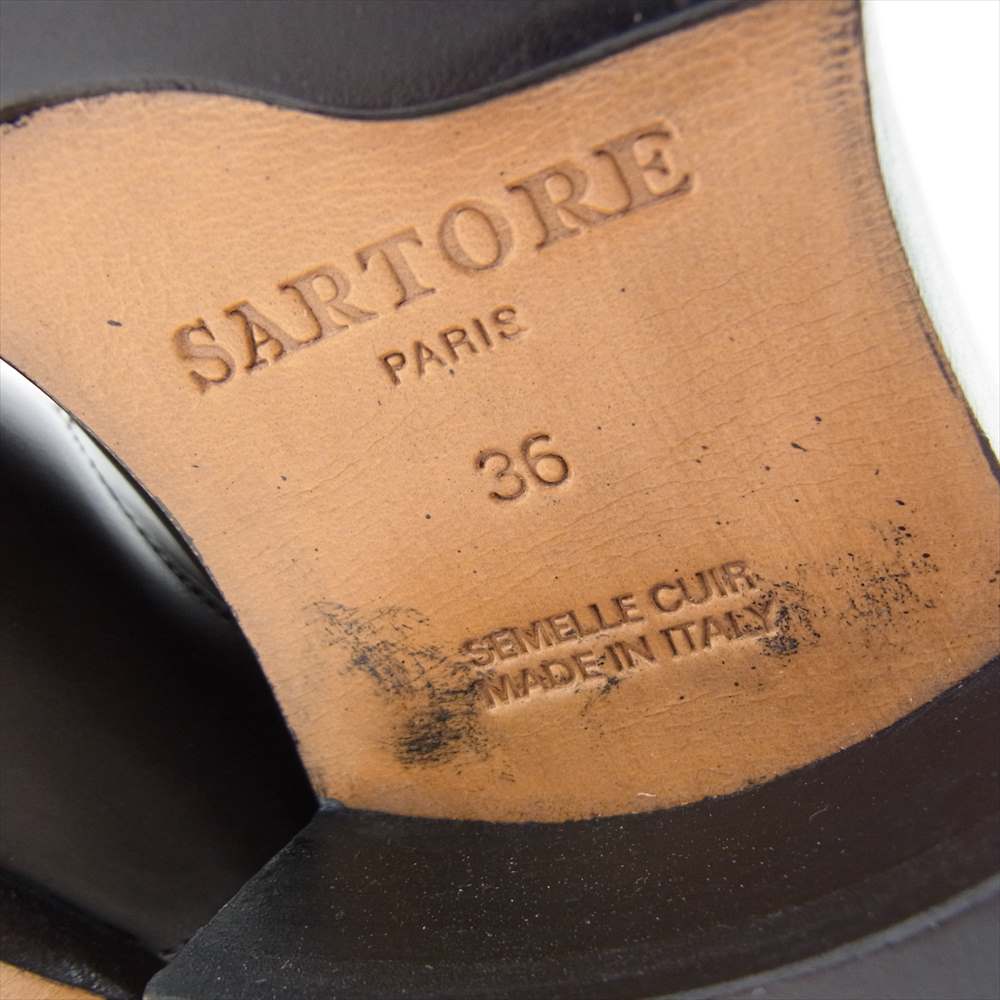 SARTORE
PARIS
36
SEMELLE CUIR
MADE IN ITALY